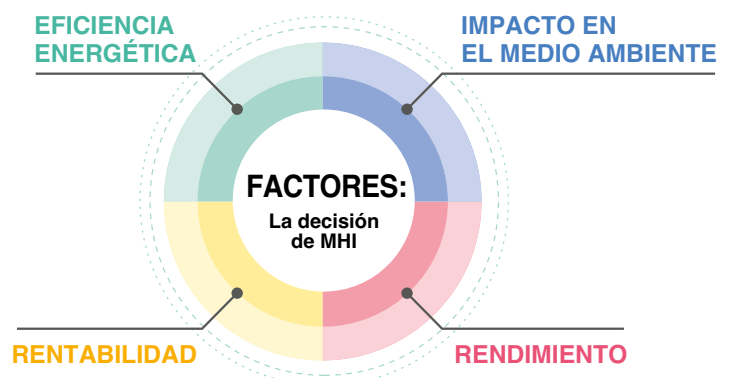 EFICIENCIA
ENERGÉTICA
IMPACTO EN
EL MEDIO AMBIENTE
FACTORES:
La decisión
de MHI
RENTABILIDAD
RENDIMIENTO